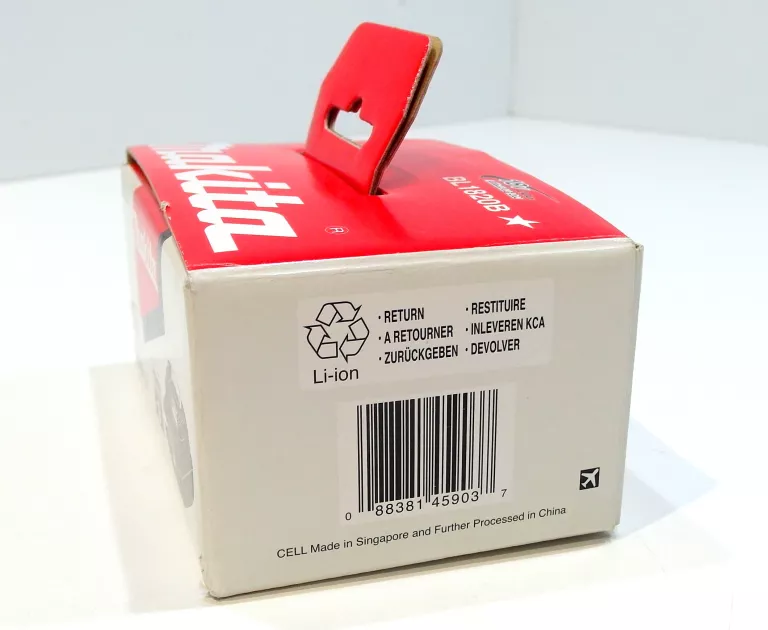 makita®
BL1820B
Li-ion
· RETURN
· A RETOURNER
· ZURÜCKGEBEN
· RESTITUIRE
· INLEVEREN KCA
· DEVOLVER
0 88381 45903 7
CELL Made in Singapore and Further Processed in China